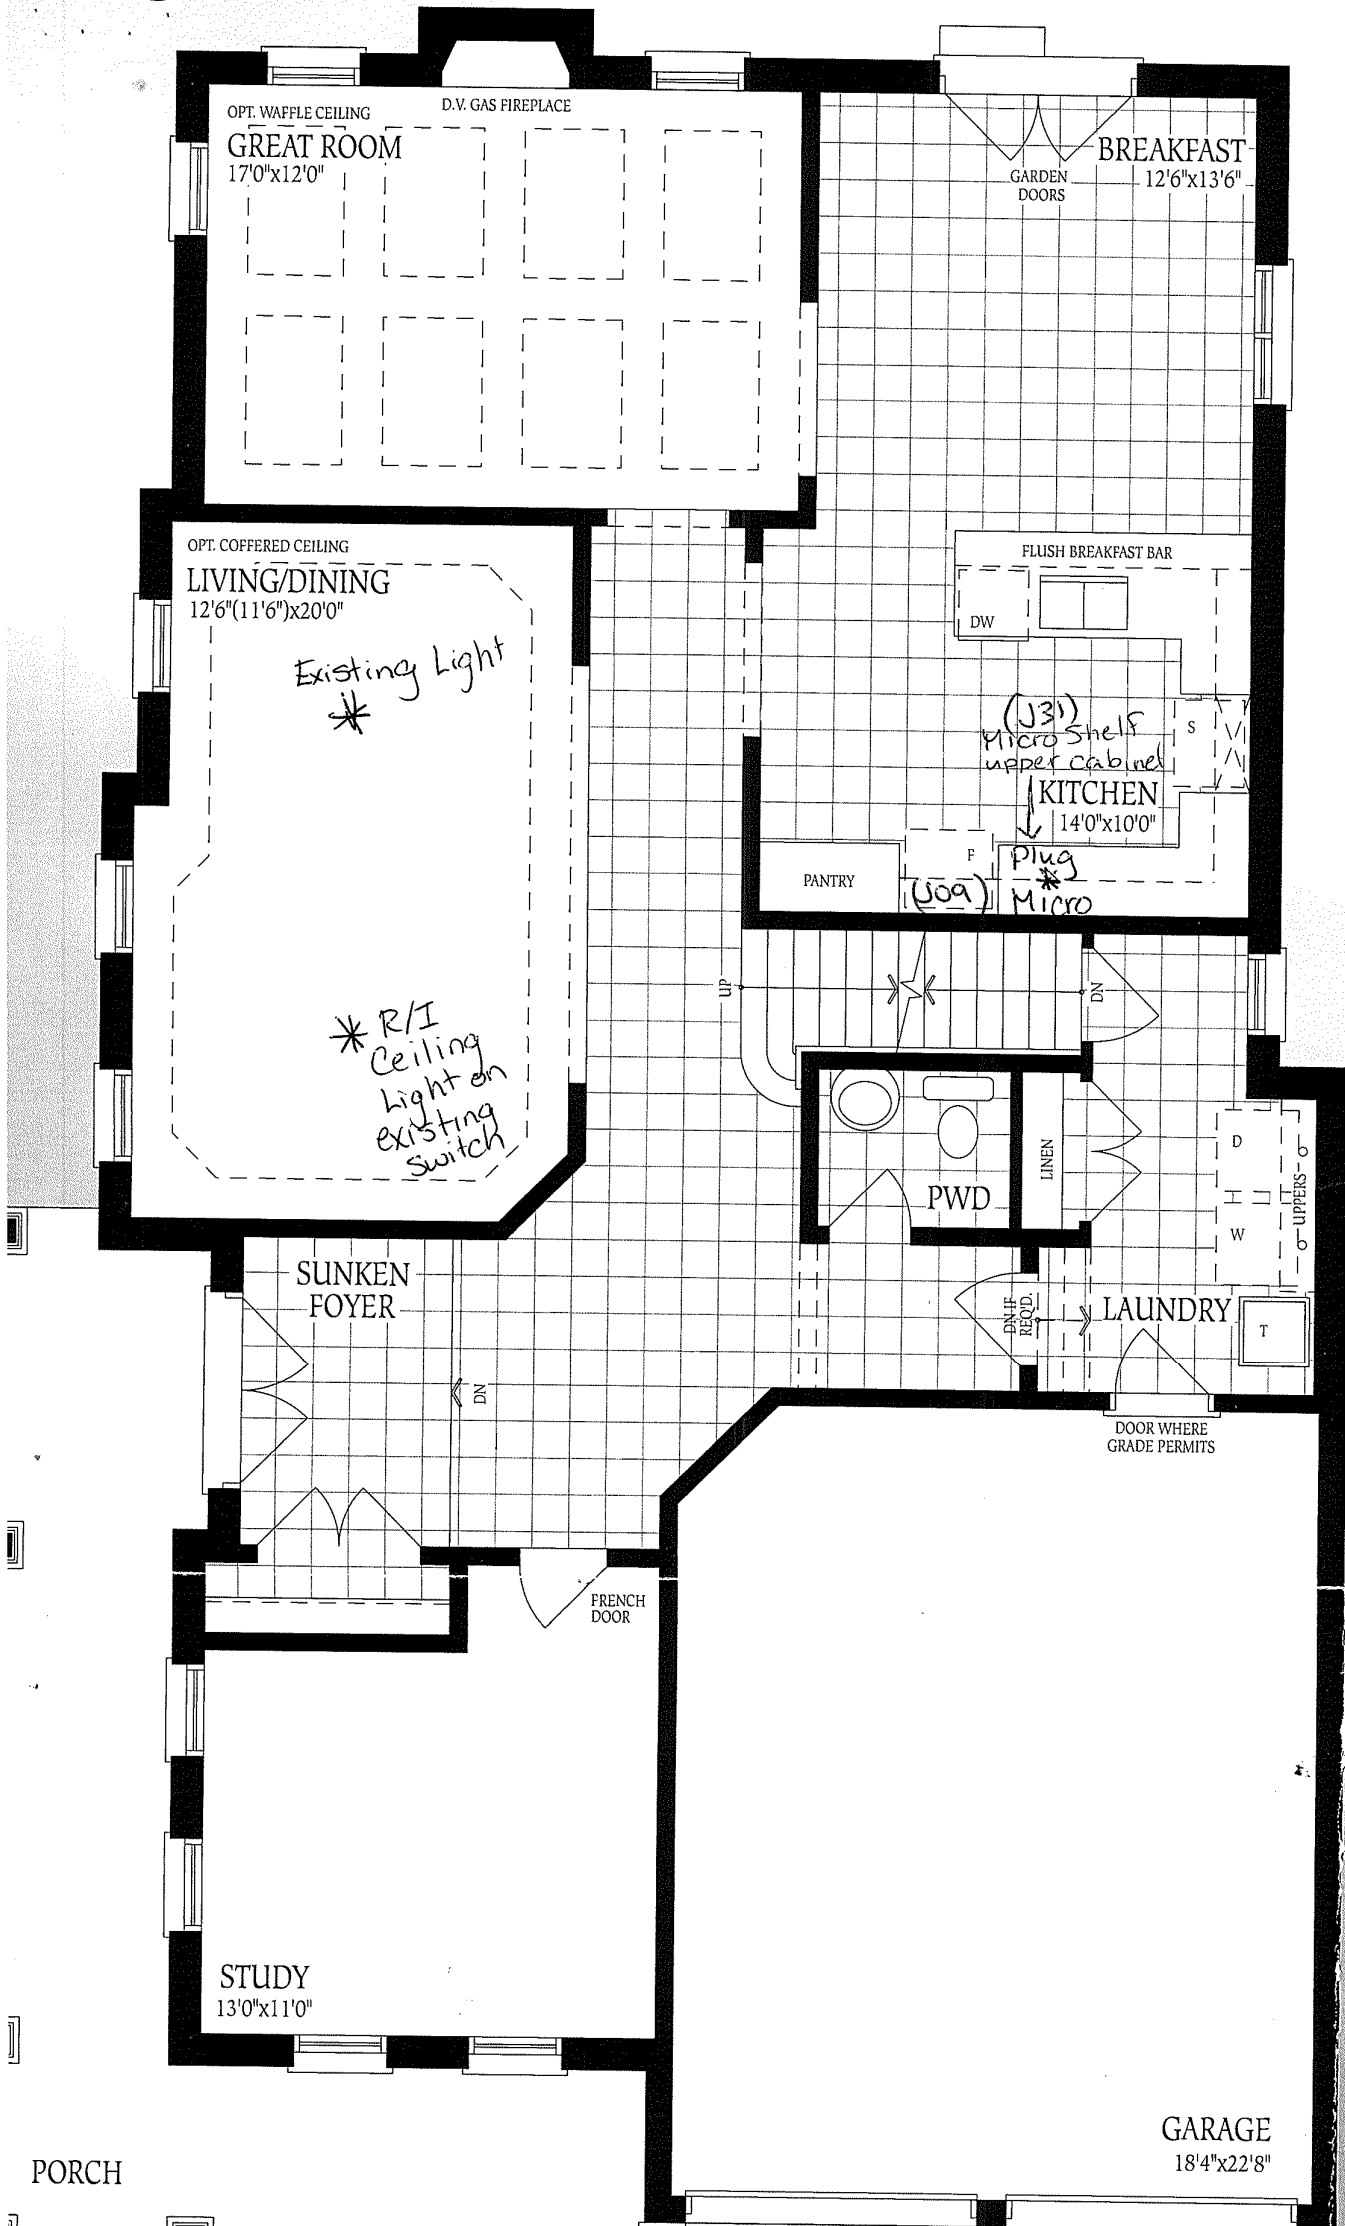 OPT. WAFFLE CEILING
GREAT ROOM
17'0"x12'0"
D.V. GAS FIREPLACE
BREAKFAST
12'6"x13'6"
GARDEN
DOORS
OPT. COFFERED CEILING
LIVING/DINING
12'6"(11'6")x20'0"
Existing Light
FLUSH BREAKFAST BAR
DW
(J31)
Micro Shelf
upper cabinet
S
KITCHEN
14'0"x10'0"
PANTRY
F
(J09)
Plug
Micro
UP
DN
R/I
Ceiling
Light on
existing
switch
PWD
LINEN
D
W
UPPERS
SUNKEN
FOYER
DN
DN IF
REQ'D.
LAUNDRY
T
DOOR WHERE
GRADE PERMITS
FRENCH
DOOR
STUDY
13'0"x11'0"
GARAGE
18'4"x22'8"
PORCH